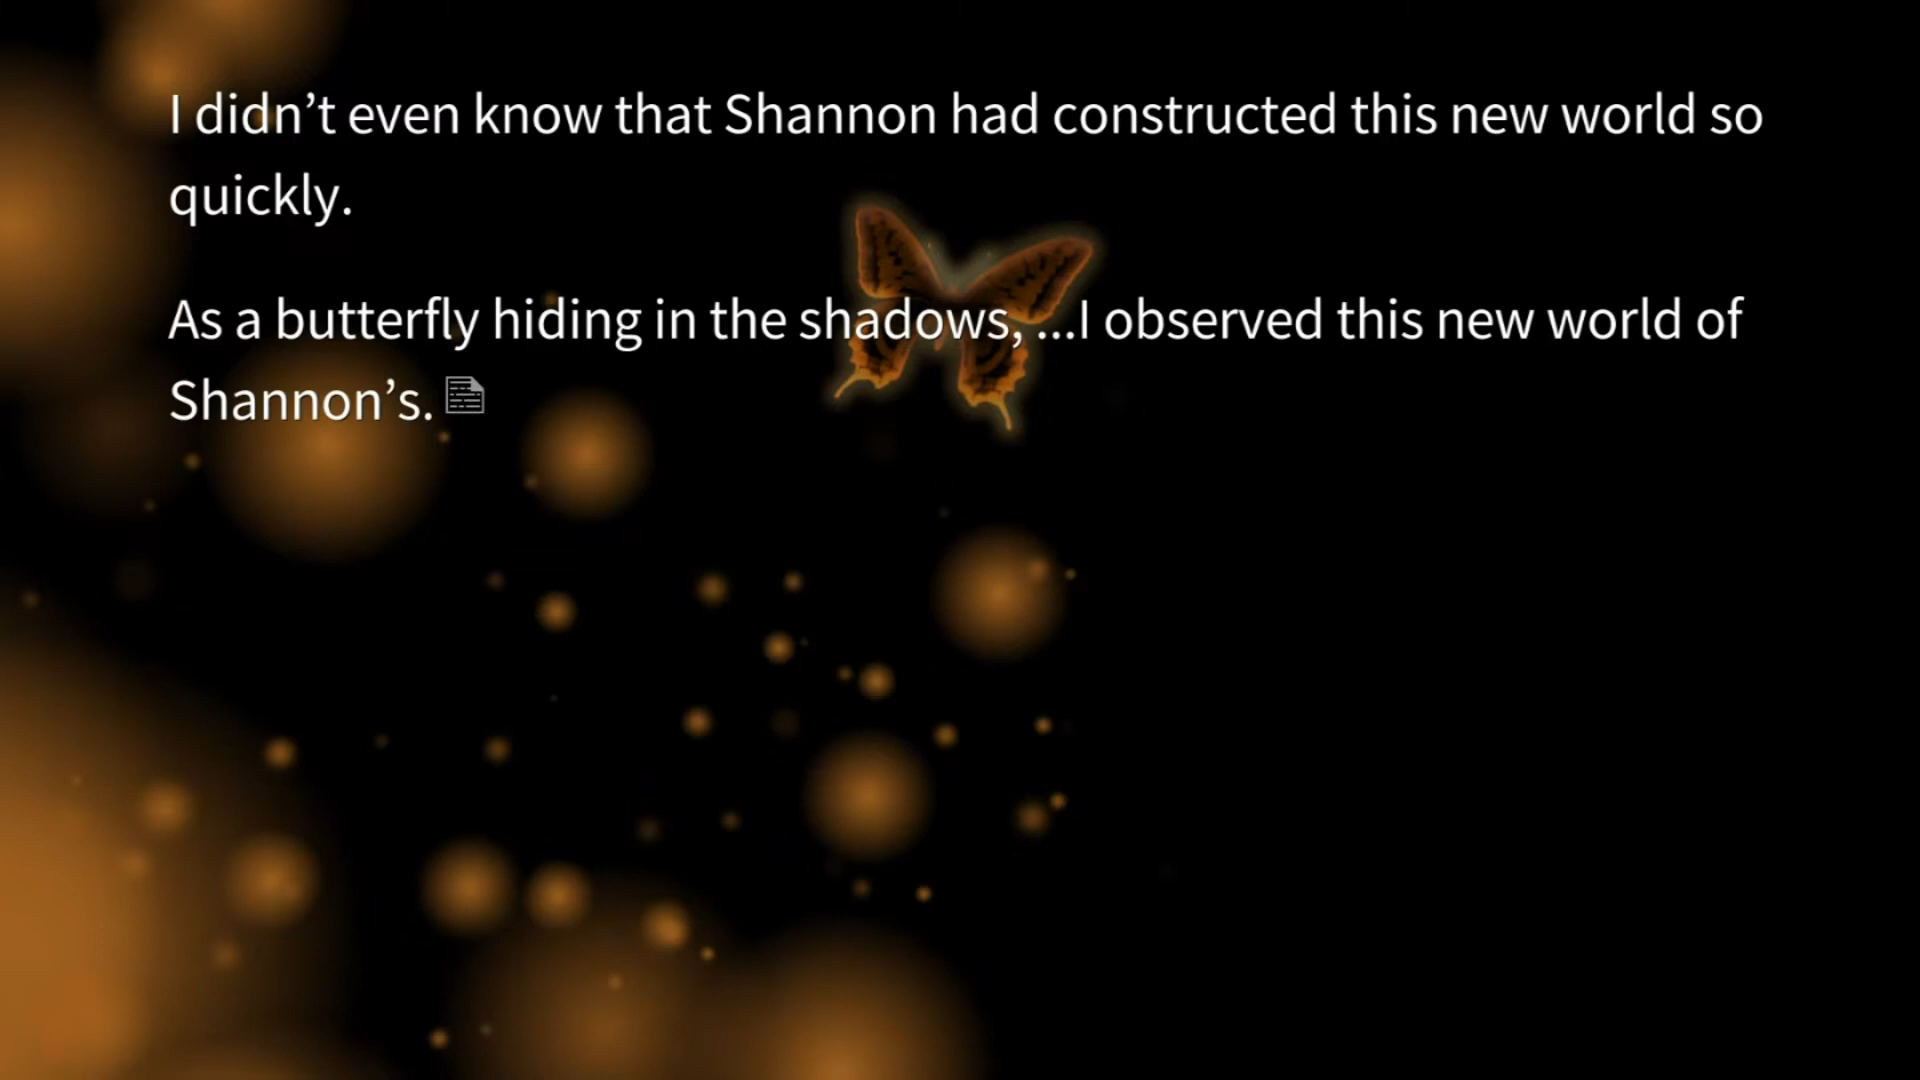 I didn’t even know that Shannon had constructed this new world so
quickly.
As a butterfly hiding in the shadows, ...I observed this new world of
Shannon’s.